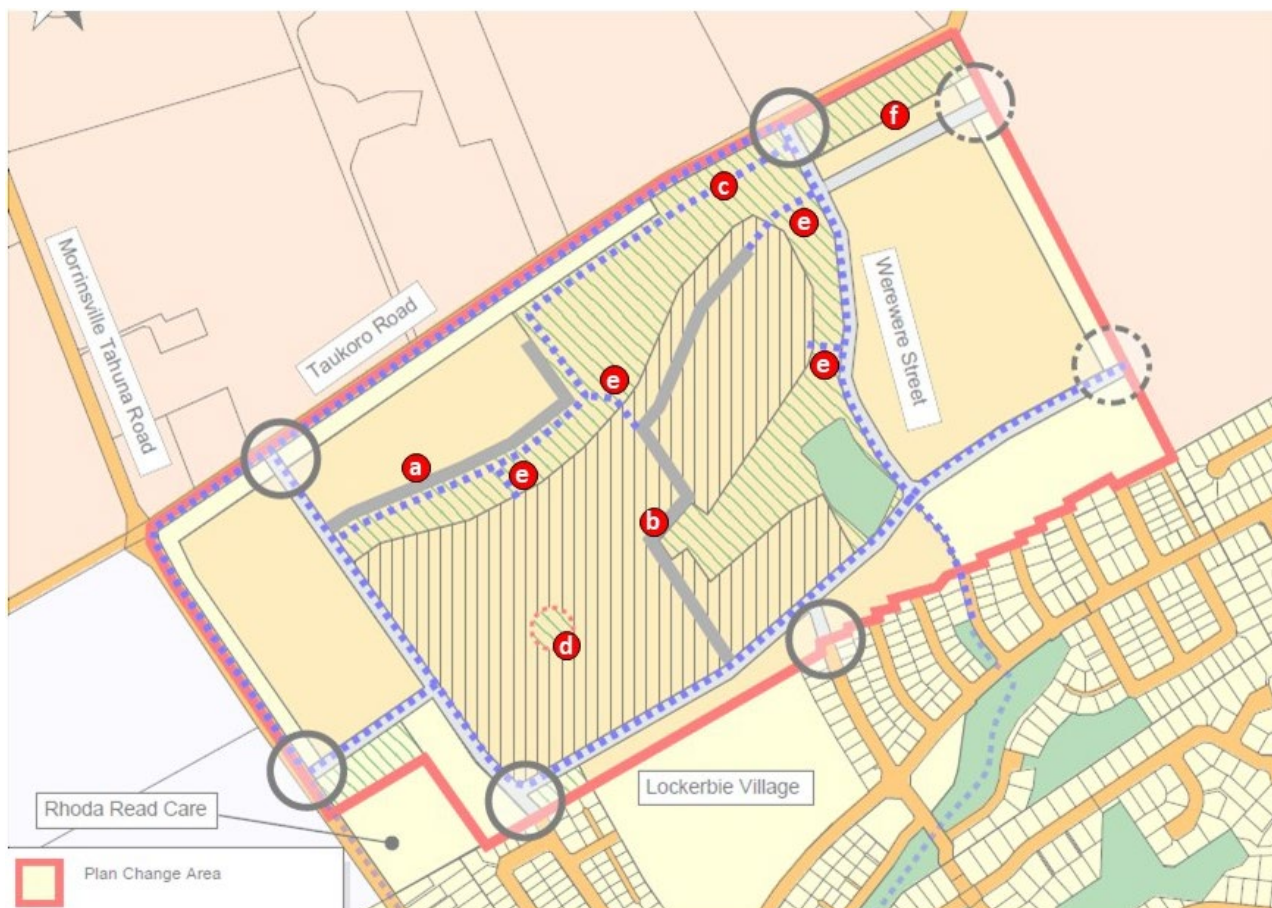 f
c
e
Morrinsville Tahuna Road
Taukoro Road
Werewere Street
e
e
a
e
b
d
Lockerbie Village
Rhoda Read Care
Plan Change Area